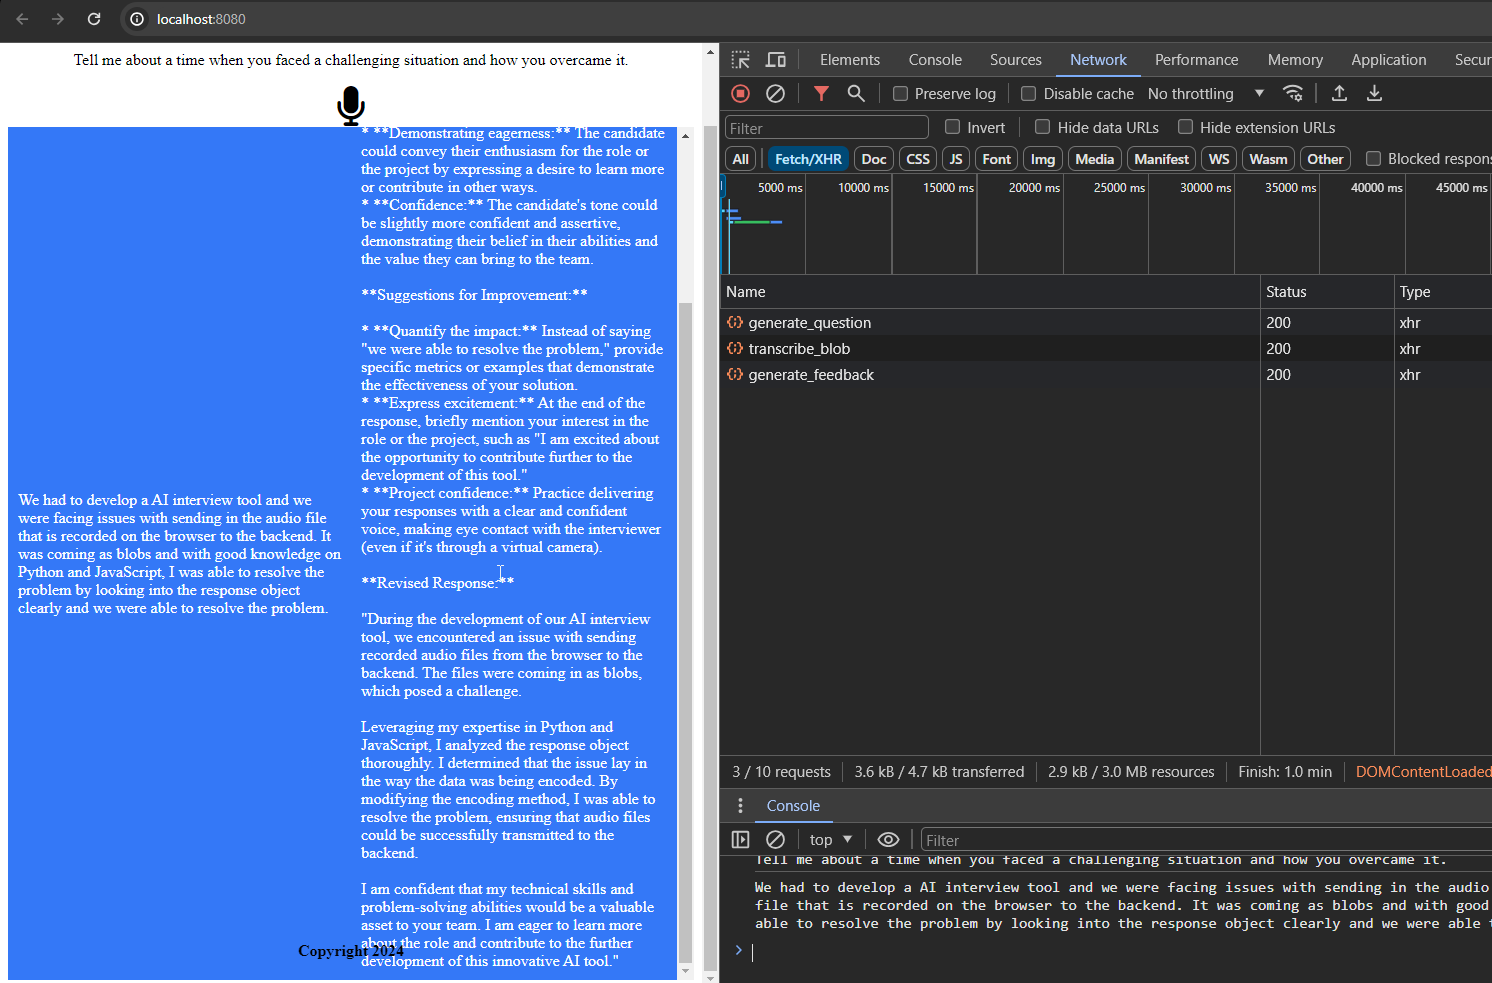 localhost:8080
Tell me about a time when you faced a challenging situation and how you overcame it.
We had to develop a AI interview tool and we
were facing issues with sending in the audio file
that is recorded on the browser to the backend. It
was coming as blobs and with good knowledge on
Python and JavaScript, I was able to resolve the
problem by looking into the response object
clearly and we were able to resolve the problem.
* **Demonstrating eagerness:** The candidate
could convey their enthusiasm for the role or
the project by expressing a desire to learn more
or contribute in other ways.
* **Confidence:** The candidate's tone could
be slightly more confident and assertive,
demonstrating their belief in their abilities and
the value they can bring to the team.
**Suggestions for Improvement:**
* **Quantify the impact:** Instead of saying
"we were able to resolve the problem," provide
specific metrics or examples that demonstrate
the effectiveness of your solution.
* **Express excitement:** At the end of the
response, briefly mention your interest in the
role or the project, such as "I am excited about
the opportunity to contribute further to the
development of this tool."
* **Project confidence:** Practice delivering
your responses with a clear and confident
voice, making eye contact with the interviewer
(even if it's through a virtual camera).
**Revised Response:**
"During the development of our AI interview
tool, we encountered an issue with sending
recorded audio files from the browser to the
backend. The files were coming in as blobs,
which posed a challenge.
Leveraging my expertise in Python and
JavaScript, I analyzed the response object
thoroughly. I determined that the issue lay in
the way the data was being encoded. By
modifying the encoding method, I was able to
resolve the problem, ensuring that audio files
could be successfully transmitted to the
backend.
I am confident that my technical skills and
problem-solving abilities would be a valuable
asset to your team. I am eager to learn more
about the role and contribute to the further
development of this innovative AI tool."
Copyright 2024
Elements Console Sources Network Performance Memory Application Secur
Preserve log Disable cache No throttling
Filter Invert Hide data URLs Hide extension URLs
All Fetch/XHR Doc CSS JS Font Img Media Manifest WS Wasm Other Blocked respons
5000 ms 10000 ms 15000 ms 20000 ms 25000 ms 30000 ms 35000 ms 40000 ms 45000 ms
Name Status Type
generate_question 200 xhr
transcribe_blob 200 xhr
generate_feedback 200 xhr
3 / 10 requests 3.6 kB / 4.7 kB transferred 2.9 kB / 3.0 MB resources Finish: 1.0 min DOMContentLoaded
Console
top Filter
Tell me about a time when you faced a challenging situation and how you overcame it.
We had to develop a AI interview tool and we were facing issues with sending in the audio
file that is recorded on the browser to the backend. It was coming as blobs and with good
able to resolve the problem by looking into the response object clearly and we were able t